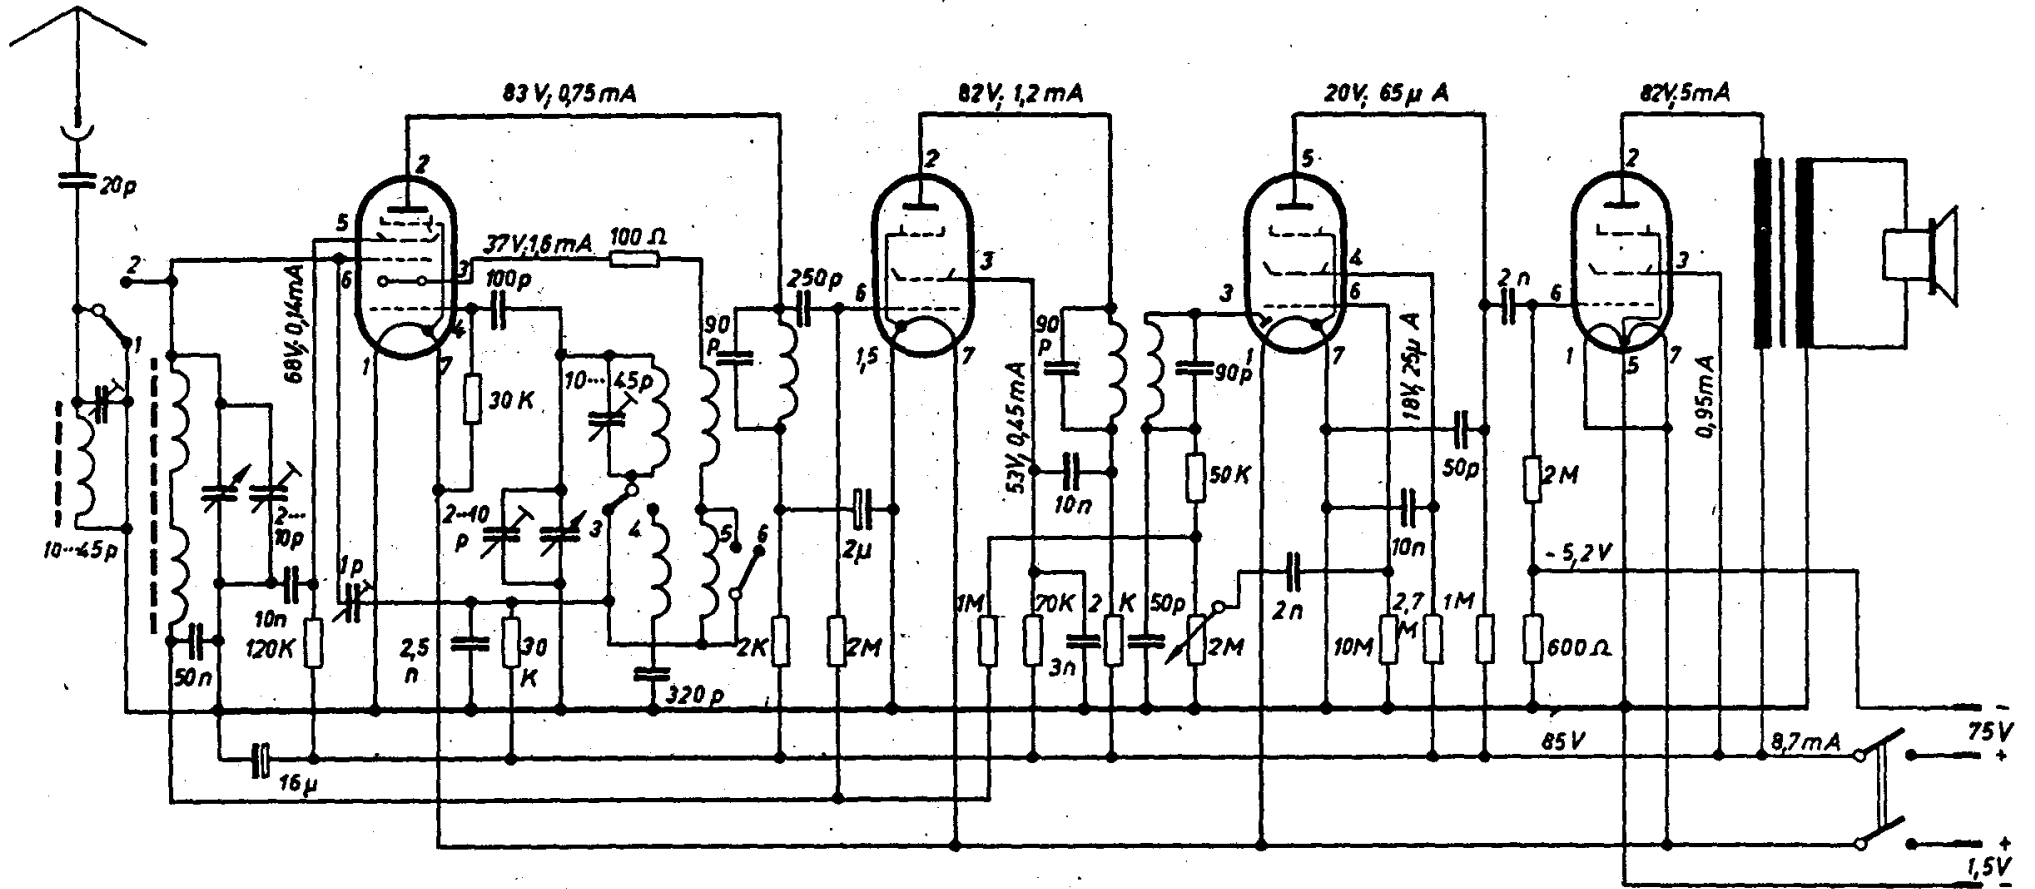 83 V; 0,75 mA
82V; 1,2 mA
20V; 65µ A
82V; 5mA
20p
2
2
5
2
5
6
3
4
1
7
37V; 1,6 mA
100 Ω
100p
250p
6
3
1,5
7
3
4
6
1
7
2 n
6
3
1
5
7
2
1
68V; 0,14mA
30 K
10...45p
90
p
90
p
90p
53V; 0,45 mA
18V; 25µ A
0,95mA
10...45p
2...
10p
2...10
p
3
4
5
6
2µ
10n
50K
50p
10n
2M
- 5,2 V
1p
10n
120K
50n
2,5
n
30
K
320 p
2K
2M
1M
70K
3n
2 K
50p
2M
2n
10M
2,7
M
1M
600 Ω
16µ
85V
8,7mA
-
75V
+
+
1,5V
-